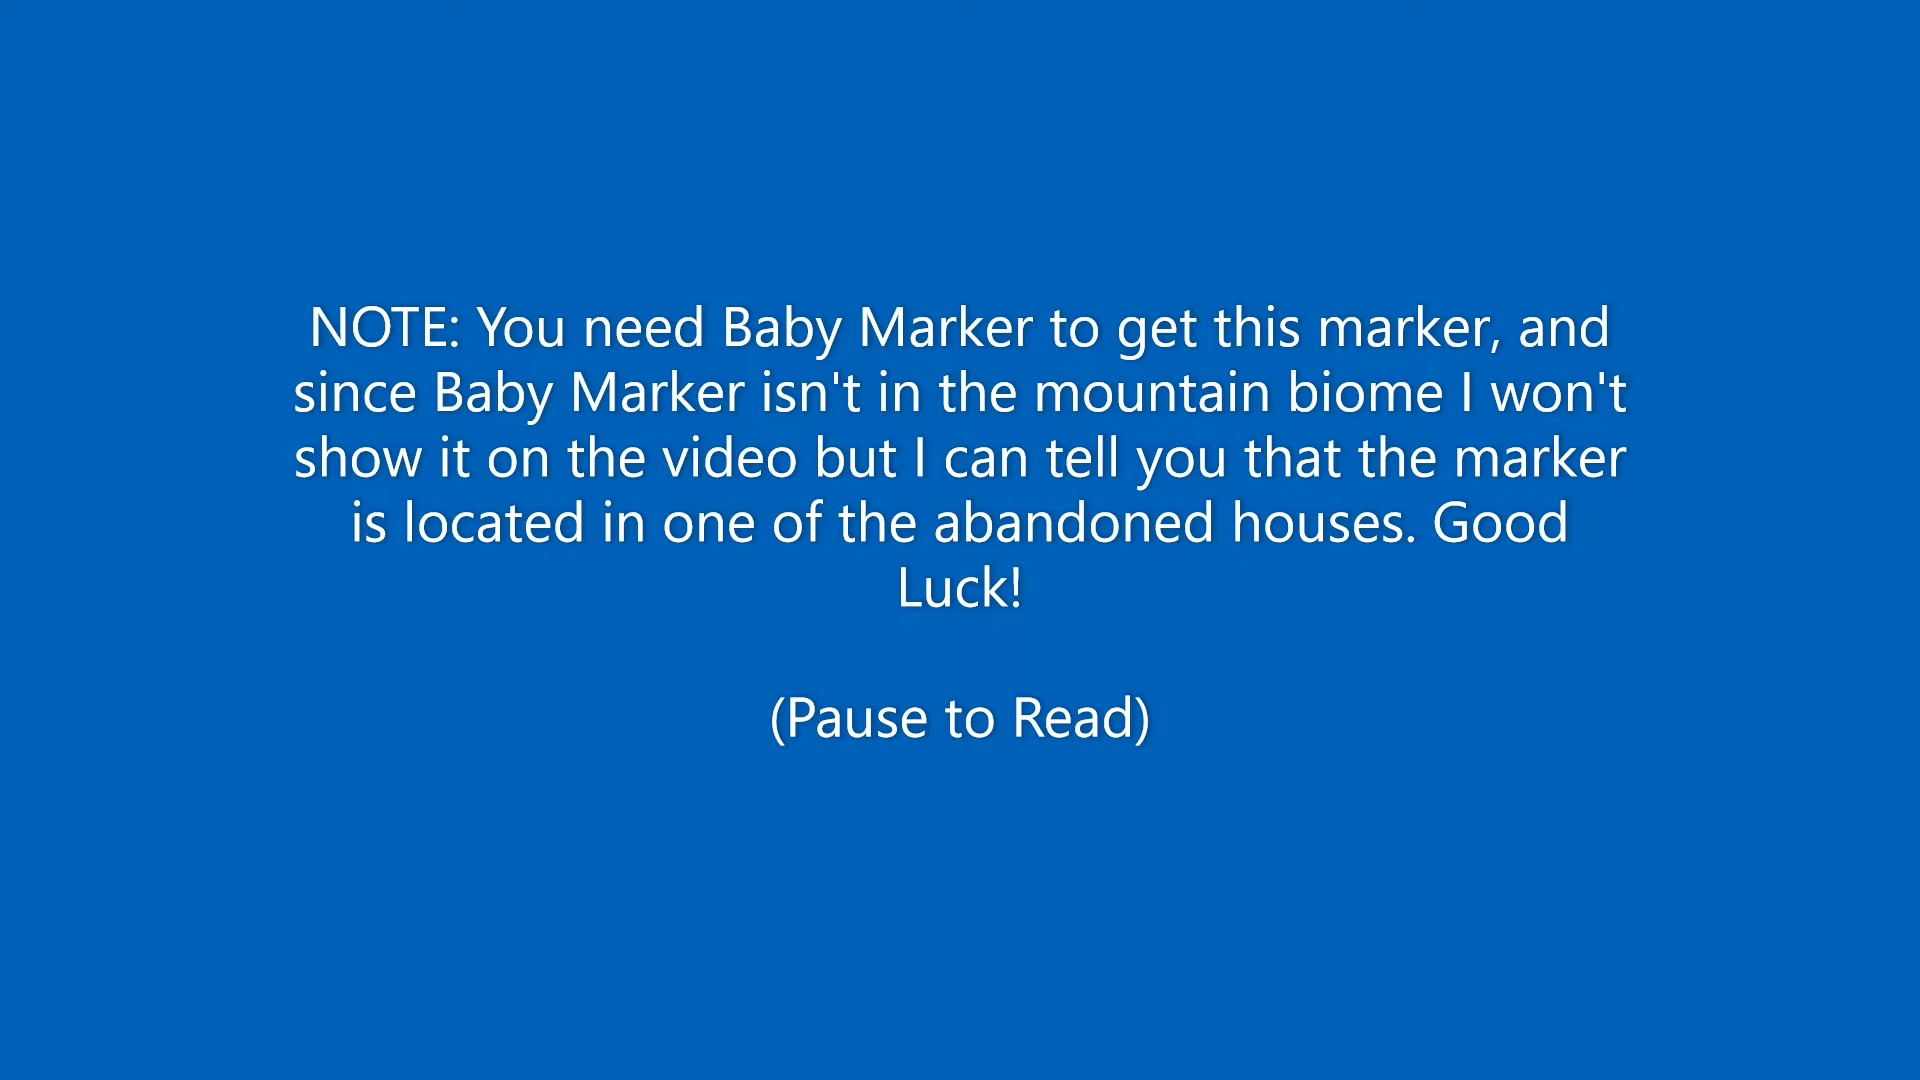 NOTE: You need Baby Marker to get this marker, and
since Baby Marker isn't in the mountain biome I won't
show it on the video but I can tell you that the marker
is located in one of the abandoned houses. Good
Luck!
(Pause to Read)